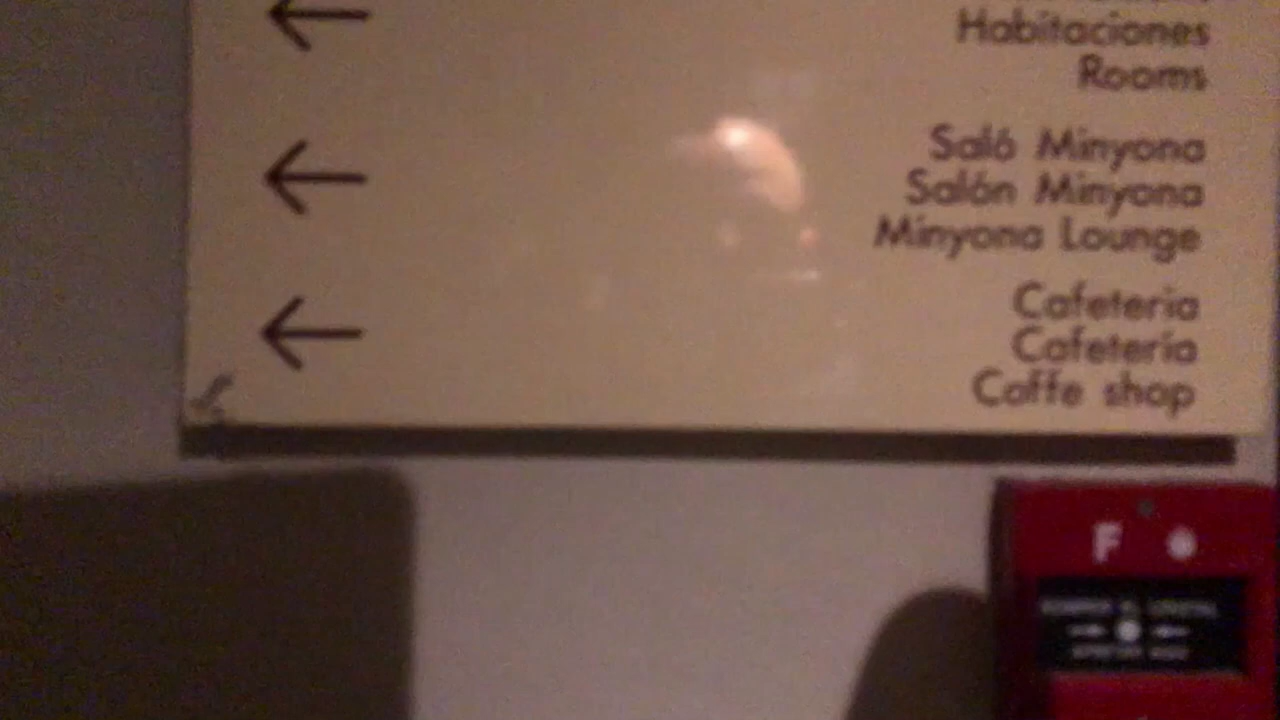 Habitaciones
Rooms
Saló Minyona
Salón Minyona
Minyona Lounge
Cafeteria
Cafetería
Caffe shop
F